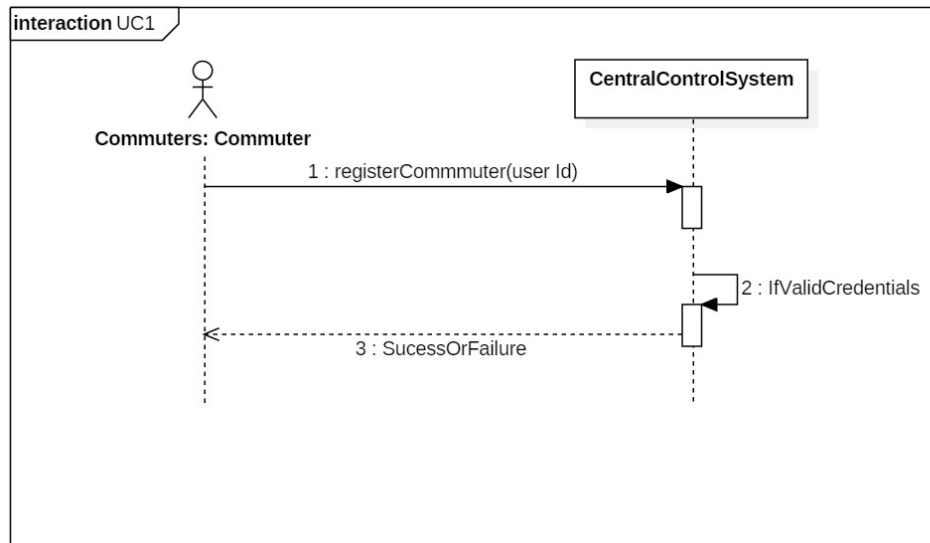 interaction UC1
CentralControlSystem
Commuters: Commuter
1 : registerCommmuter(user Id)
2 : IfValidCredentials
3 : SucessOrFailure